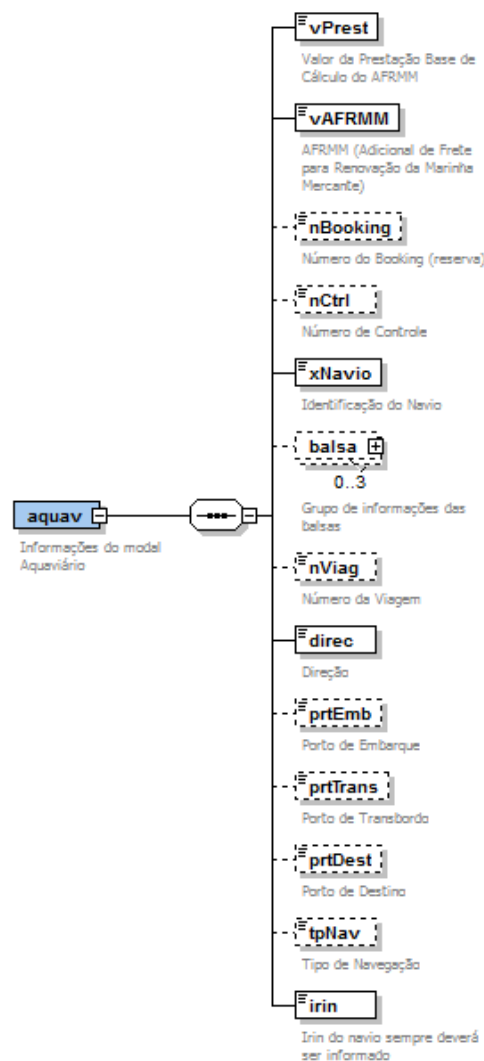 vPrest
Valor da Prestação Base de
Cálculo do AFRMM
vAFRMM
AFRMM (Adicional de Frete
para Renovação da Marinha
Mercante)
nBooking
Número do Booking (reserva)
nCtrl
Número de Controle
xNavio
Identificação do Navio
balsa
0..3
Grupo de informações das
balsas
aquav
Informações do modal
Aquaviário
nViag
Número da Viagem
direc
Direção
prtEmb
Porto de Embarque
prtTrans
Porto de Transbordo
prtDest
Porto de Destino
tpNav
Tipo de Navegação
irin
Irin do navio sempre deverá
ser informado